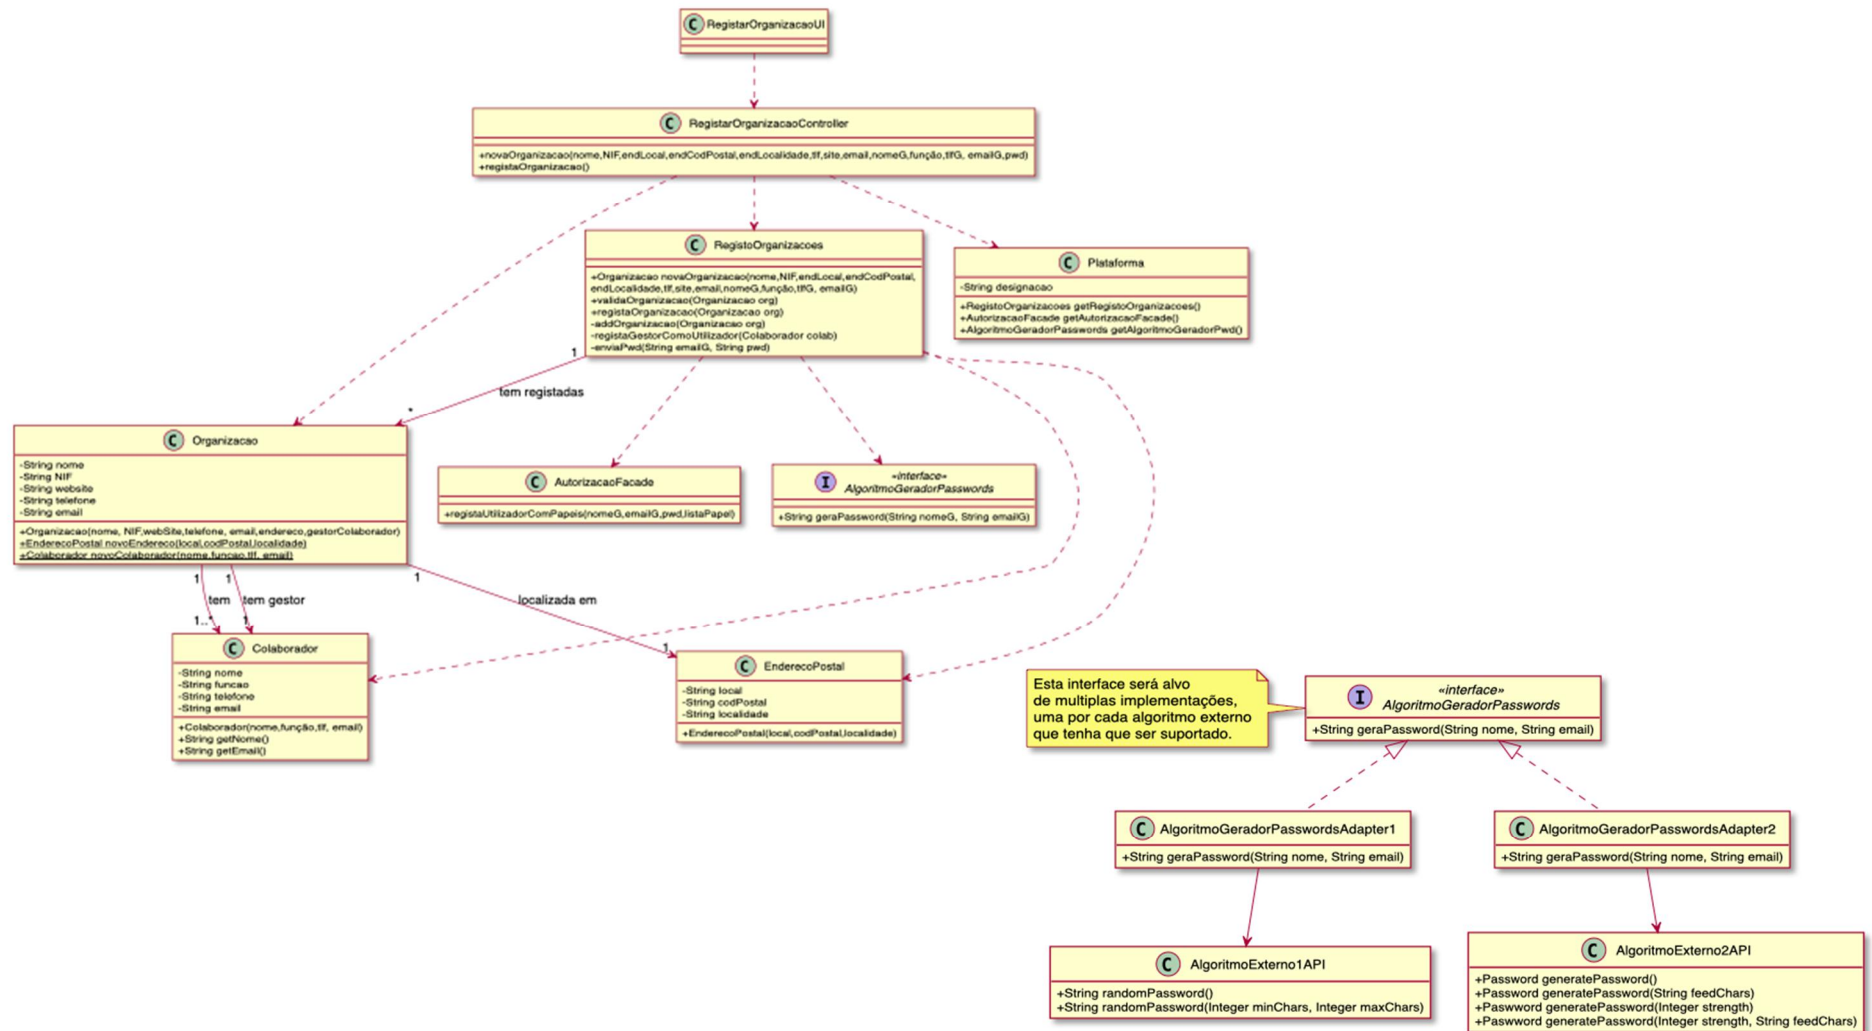 C RegistarOrganizacaoUI
C RegistarOrganizacaoController
+novaOrganizacao(nome,NIF,endLocal,endCodPostal,endLocalidade,tlf,site,email,nomeG,função,tlfG, emailG,pwd)
+registaOrganizacao()
C RegistoOrganizacoes
+Organizacao novaOrganizacao(nome,NIF,endLocal,endCodPostal,
endLocalidade,tlf,site,email,nomeG,função,tlfG, emailG)
+validaOrganizacao(Organizacao org)
+registaOrganizacao(Organizacao org)
-addOrganizacao(Organizacao org)
-registaGestorComoUtilizador(Colaborador colab)
-enviaPwd(String emailG, String pwd)
C Plataforma
-String designacao
+RegistoOrganizacoes getRegistoOrganizacoes()
+AutorizacaoFacade getAutorizacaoFacade()
+AlgoritmoGeradorPasswords getAlgoritmoGeradorPwd()
1
tem registadas
*
C Organizacao
-String nome
-String NIF
-String website
-String telefone
-String email
+Organizacao(nome, NIF,webSite,telefone, email,endereco,gestorColaborador)
+EnderecoPostal novoEndereco(local,codPostal,localidade)
+Colaborador novoColaborador(nome,funcao,tlf, email)
C AutorizacaoFacade
+registaUtilizadorComPapeis(nomeG,emailG,pwd,listaPapel)
I «interface»
AlgoritmoGeradorPasswords
+String geraPassword(String nomeG, String emailG)
1 1 1
tem tem gestor localizada em
1..* 1 1
C Colaborador
-String nome
-String funcao
-String telefone
-String email
+Colaborador(nome,função,tlf, email)
+String getNome()
+String getEmail()
C EnderecoPostal
-String local
-String codPostal
-String localidade
+EnderecoPostal(local,codPostal,localidade)
Esta interface será alvo
de multiplas implementações,
uma por cada algoritmo externo
que tenha que ser suportado.
I «interface»
AlgoritmoGeradorPasswords
+String geraPassword(String nome, String email)
C AlgoritmoGeradorPasswordsAdapter1
+String geraPassword(String nome, String email)
C AlgoritmoGeradorPasswordsAdapter2
+String geraPassword(String nome, String email)
C AlgoritmoExterno1API
+String randomPassword()
+String randomPassword(Integer minChars, Integer maxChars)
C AlgoritmoExterno2API
+Password generatePassword()
+Password generatePassword(String feedChars)
+Password generatePassword(Integer strength)
+Paswword generatePassword(Integer strength, String feedChars)